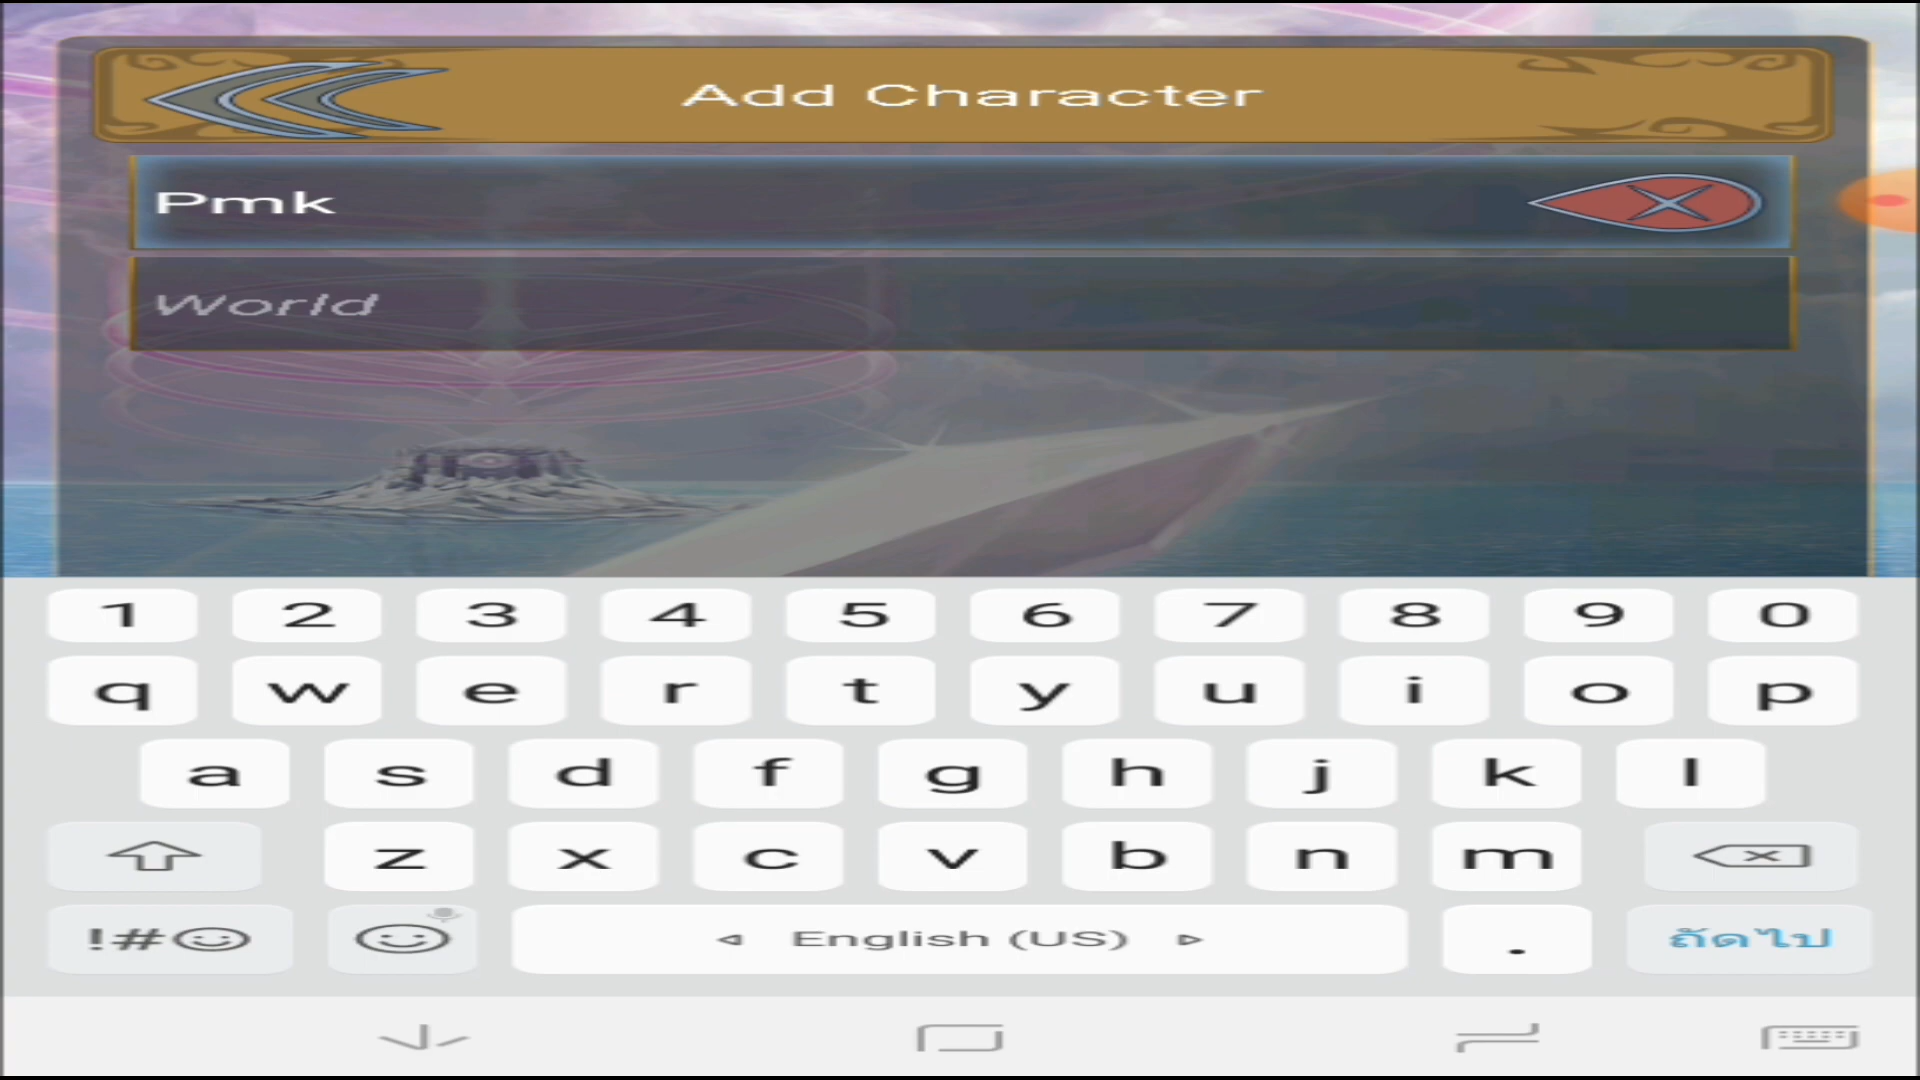 Add Character
Pmk
World
1 2 3 4 5 6 7 8 9 0
q w e r t y u i o p
a s d f g h j k l
z x c v b n m
!#☺ English (US) . ถัดไป